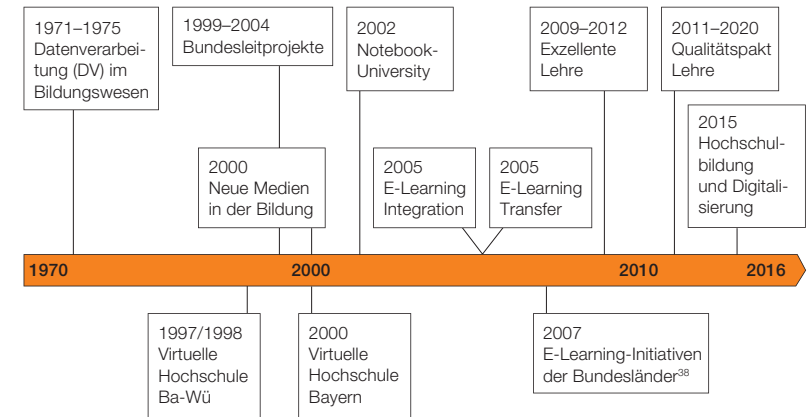 1971–1975
Datenverarbei-
tung (DV) im
Bildungswesen
1999–2004
Bundesleitprojekte
2002
Notebook-
University
2009–2012
Exzellente
Lehre
2011–2020
Qualitätspakt
Lehre
2000
Neue Medien
in der Bildung
2005
E-Learning
Integration
2005
E-Learning
Transfer
2015
Hochschul-
bildung
und Digitali-
sierung
1970
2000
2010
2016
1997/1998
Virtuelle
Hochschule
Ba-Wü
2000
Virtuelle
Hochschule
Bayern
2007
E-Learning-Initiativen
der Bundesländer³⁸